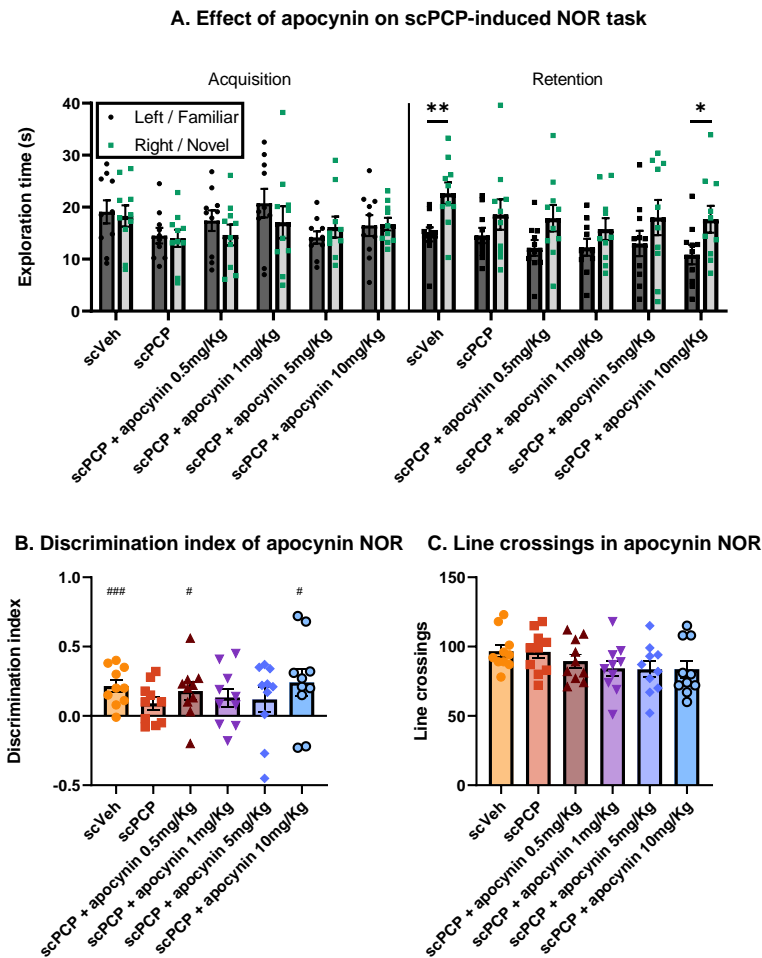 A. Effect of apocynin on scPCP-induced NOR task
Acquisition
Retention
Exploration time (s)
40
30
20
10
0
Left / Familiar
Right / Novel
**
*
scVeh
scPCP
scPCP + apocynin 0.5mg/Kg
scPCP + apocynin 1mg/Kg
scPCP + apocynin 5mg/Kg
scPCP + apocynin 10mg/Kg
scVeh
scPCP
scPCP + apocynin 0.5mg/Kg
scPCP + apocynin 1mg/Kg
scPCP + apocynin 5mg/Kg
scPCP + apocynin 10mg/Kg
B. Discrimination index of apocynin NOR
Discrimination index
1.0
0.5
0.0
-0.5
###
#
#
scVeh
scPCP
scPCP + apocynin 0.5mg/Kg
scPCP + apocynin 1mg/Kg
scPCP + apocynin 5mg/Kg
scPCP + apocynin 10mg/Kg
C. Line crossings in apocynin NOR
Line crossings
150
100
50
0
scVeh
scPCP
scPCP + apocynin 0.5mg/Kg
scPCP + apocynin 1mg/Kg
scPCP + apocynin 5mg/Kg
scPCP + apocynin 10mg/Kg